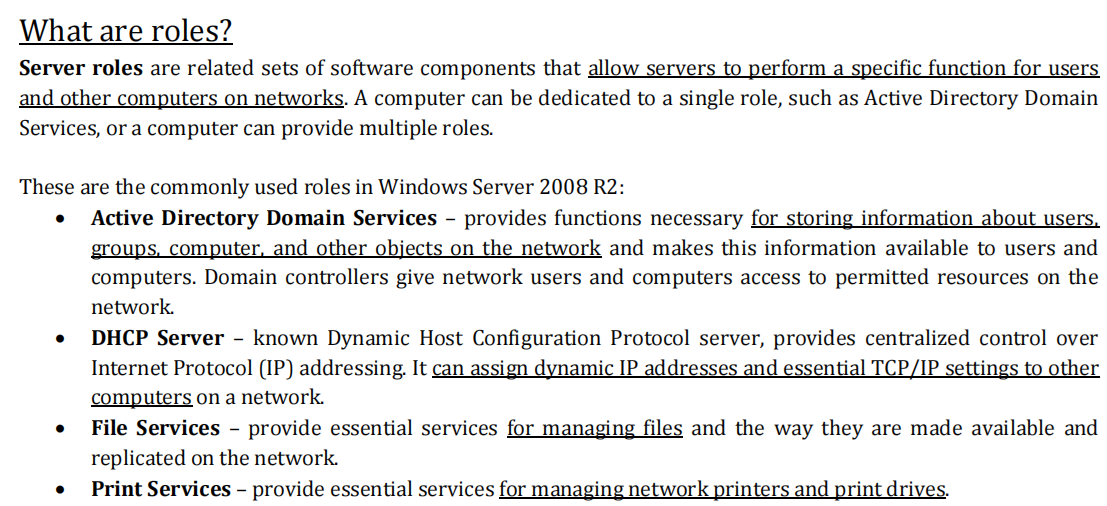 What are roles?
Server roles are related sets of software components that allow servers to perform a specific function for users
and other computers on networks. A computer can be dedicated to a single role, such as Active Directory Domain
Services, or a computer can provide multiple roles.
These are the commonly used roles in Windows Server 2008 R2:
• Active Directory Domain Services – provides functions necessary for storing information about users,
groups, computer, and other objects on the network and makes this information available to users and
computers. Domain controllers give network users and computers access to permitted resources on the
network.
• DHCP Server – known Dynamic Host Configuration Protocol server, provides centralized control over
Internet Protocol (IP) addressing. It can assign dynamic IP addresses and essential TCP/IP settings to other
computers on a network.
• File Services – provide essential services for managing files and the way they are made available and
replicated on the network.
• Print Services – provide essential services for managing network printers and print drives.